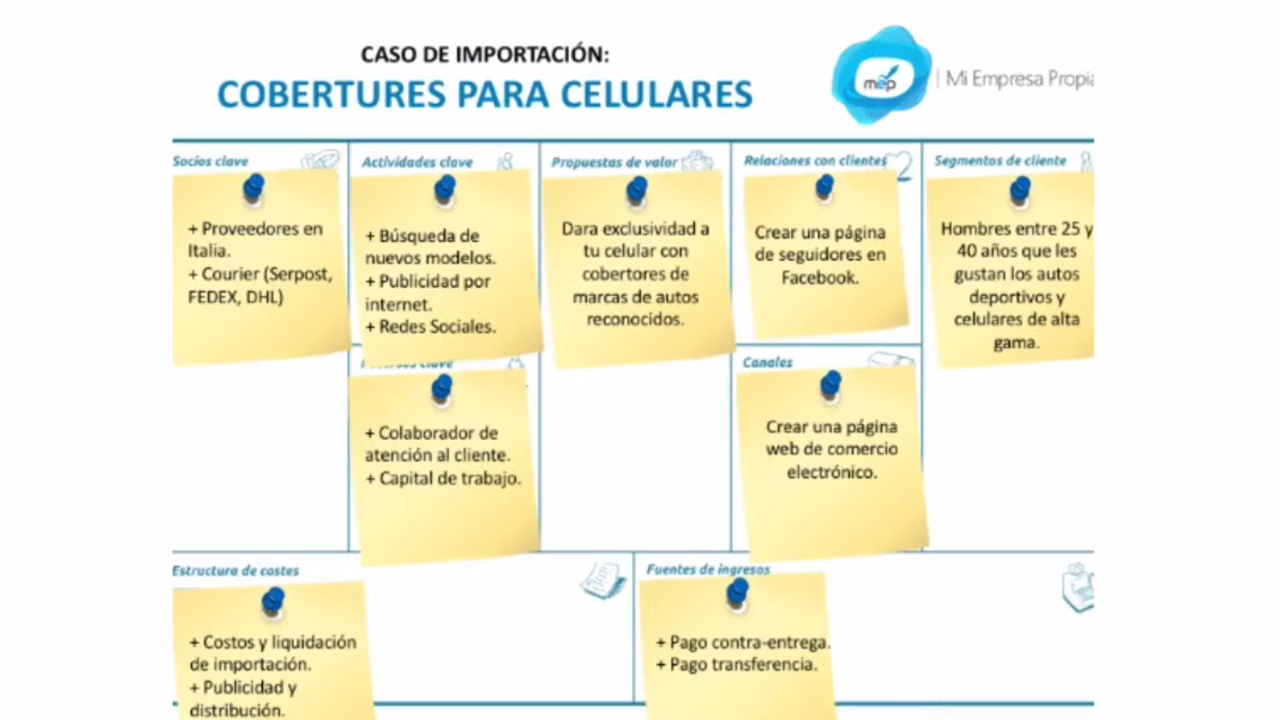 CASO DE IMPORTACIÓN:
COBERTURES PARA CELULARES
mep
Mi Empresa Propia
Socios clave
+ Proveedores en
Italia.
+ Courier (Serpost,
FEDEX, DHL)
Actividades clave
+ Búsqueda de
nuevos modelos.
+ Publicidad por
internet.
+ Redes Sociales.
Propuestas de valor
Dara exclusividad a
tu celular con
cobertores de
marcas de autos
reconocidos.
Relaciones con clientes
Crear una página
de seguidores en
Facebook.
Segmentos de cliente
Hombres entre 25 y
40 años que les
gustan los autos
deportivos y
celulares de alta
gama.
clave
+ Colaborador de
atención al cliente.
+ Capital de trabajo.
Canales
Crear una página
web de comercio
electrónico.
Estructura de costes
+ Costos y liquidación
de importación.
+ Publicidad y
distribución.
Fuentes de ingresos
+ Pago contra-entrega.
+ Pago transferencia.